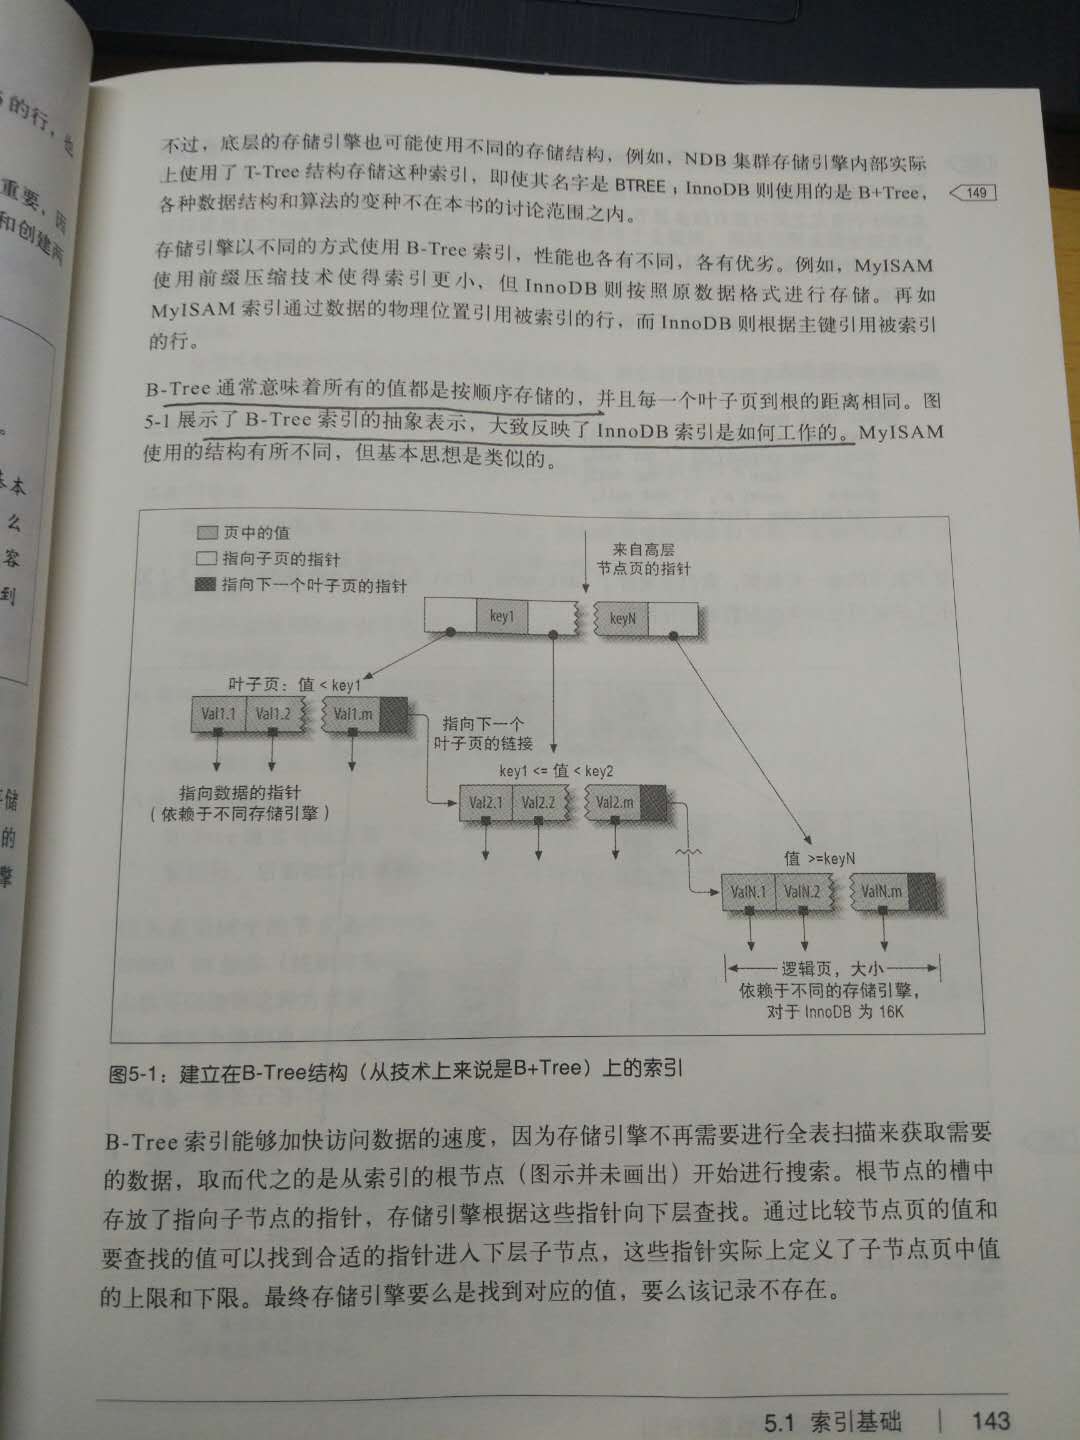 的行，
重要，因
和创建两
本
么
容
到
储
的
擎
不过，底层的存储引擎也可能使用不同的存储结构，例如，NDB 集群存储引擎内部实际
上使用了 T-Tree 结构存储这种索引，即使其名字是 BTREE；InnoDB 则使用的是 B+Tree，
149
各种数据结构和算法的变种不在本书的讨论范围之内。
存储引擎以不同的方式使用 B-Tree 索引，性能也各有不同，各有优劣。例如，MyISAM
使用前缀压缩技术使得索引更小，但 InnoDB 则按照原数据格式进行存储。再如
MyISAM 索引通过数据的物理位置引用被索引的行，而 InnoDB 则根据主键引用被索引
的行。
B-Tree 通常意味着所有的值都是按顺序存储的，并且每一个叶子页到根的距离相同。图
5-1 展示了 B-Tree 索引的抽象表示，大致反映了 InnoDB 索引是如何工作的。MyISAM
使用的结构有所不同，但基本思想是类似的。
页中的值
指向子页的指针
指向下一个叶子页的指针
来自高层
节点页的指针
key1
keyN
叶子页：值 < key1
Val1.1 Val1.2 Val1.m
指向下一个
叶子页的链接
指向数据的指针
（依赖于不同存储引擎）
key1 <= 值 < key2
Val2.1 Val2.2 Val2.m
值 >=keyN
ValN.1 ValN.2 ValN.m
逻辑页，大小
依赖于不同的存储引擎，
对于 InnoDB 为 16K
图5-1：建立在B-Tree结构（从技术上来说是B+Tree）上的索引
B-Tree 索引能够加快访问数据的速度，因为存储引擎不再需要进行全表扫描来获取需要
的数据，取而代之的是从索引的根节点（图示并未画出）开始进行搜索。根节点的槽中
存放了指向子节点的指针，存储引擎根据这些指针向下层查找。通过比较节点页的值和
要查找的值可以找到合适的指针进入下层子节点，这些指针实际上定义了子节点页中值
的上限和下限。最终存储引擎要么是找到对应的值，要么该记录不存在。
5.1 索引基础 | 143